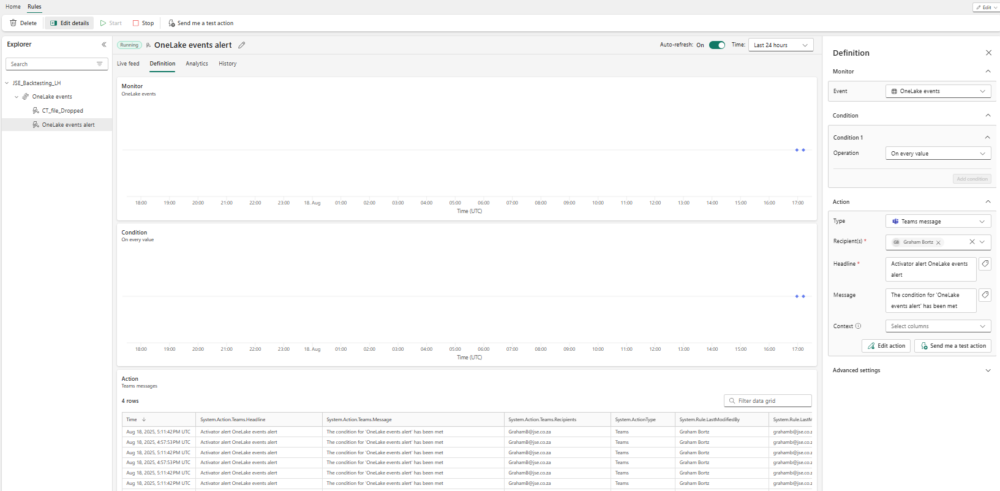 Home Rules
Edit
Delete Edit details Start Stop Send me a test action
Explorer
Search
JSE_Backtesting_LH
OneLake events
CT_file_Dropped
OneLake events alert
Running OneLake events alert
Auto-refresh: On Time: Last 24 hours
Live feed Definition Analytics History
Monitor
OneLake events
18:00 19:00 20:00 21:00 22:00 23:00 18. Aug 01:00 02:00 03:00 04:00 05:00 06:00 07:00 08:00 09:00 10:00 11:00 12:00 13:00 14:00 15:00 16:00 17:00
Time (UTC)
Condition
On every value
18:00 19:00 20:00 21:00 22:00 23:00 18. Aug 01:00 02:00 03:00 04:00 05:00 06:00 07:00 08:00 09:00 10:00 11:00 12:00 13:00 14:00 15:00 16:00 17:00
Time (UTC)
Action
Teams messages
4 rows
Filter data grid
Time System.Action.Teams.Headline System.Action.Teams.Message System.Action.Teams.Recipients System.ActionType System.Rule.LastModifiedBy System.Rule.LastM
Aug 18, 2025, 5:11:42 PM UTC Activator alert OneLake events alert The condition for 'OneLake events alert' has been met GrahamB@jse.co.za Teams Graham Bortz grahamb@jse.co.z
Aug 18, 2025, 4:57:53 PM UTC Activator alert OneLake events alert The condition for 'OneLake events alert' has been met GrahamB@jse.co.za Teams Graham Bortz grahamb@jse.co.z
Aug 18, 2025, 5:11:42 PM UTC Activator alert OneLake events alert The condition for 'OneLake events alert' has been met GrahamB@jse.co.za Teams Graham Bortz grahamb@jse.co.z
Aug 18, 2025, 4:57:53 PM UTC Activator alert OneLake events alert The condition for 'OneLake events alert' has been met GrahamB@jse.co.za Teams Graham Bortz grahamb@jse.co.z
Aug 18, 2025, 5:11:42 PM UTC Activator alert OneLake events alert The condition for 'OneLake events alert' has been met GrahamB@jse.co.za Teams Graham Bortz grahamb@jse.co.z
Aug 18, 2025, 5:11:42 PM UTC Activator alert OneLake events alert The condition for 'OneLake events alert' has been met GrahamB@jse.co.za Teams Graham Bortz grahamb@jse.co.z
Definition
Monitor
Event OneLake events
Condition
Condition 1
Operation On every value
Add condition
Action
Type Teams message
Recipient(s) * GB Graham Bortz
Headline * Activator alert OneLake events
alert
Message The condition for 'OneLake
events alert' has been met
Context Select columns
Edit action Send me a test action
Advanced settings